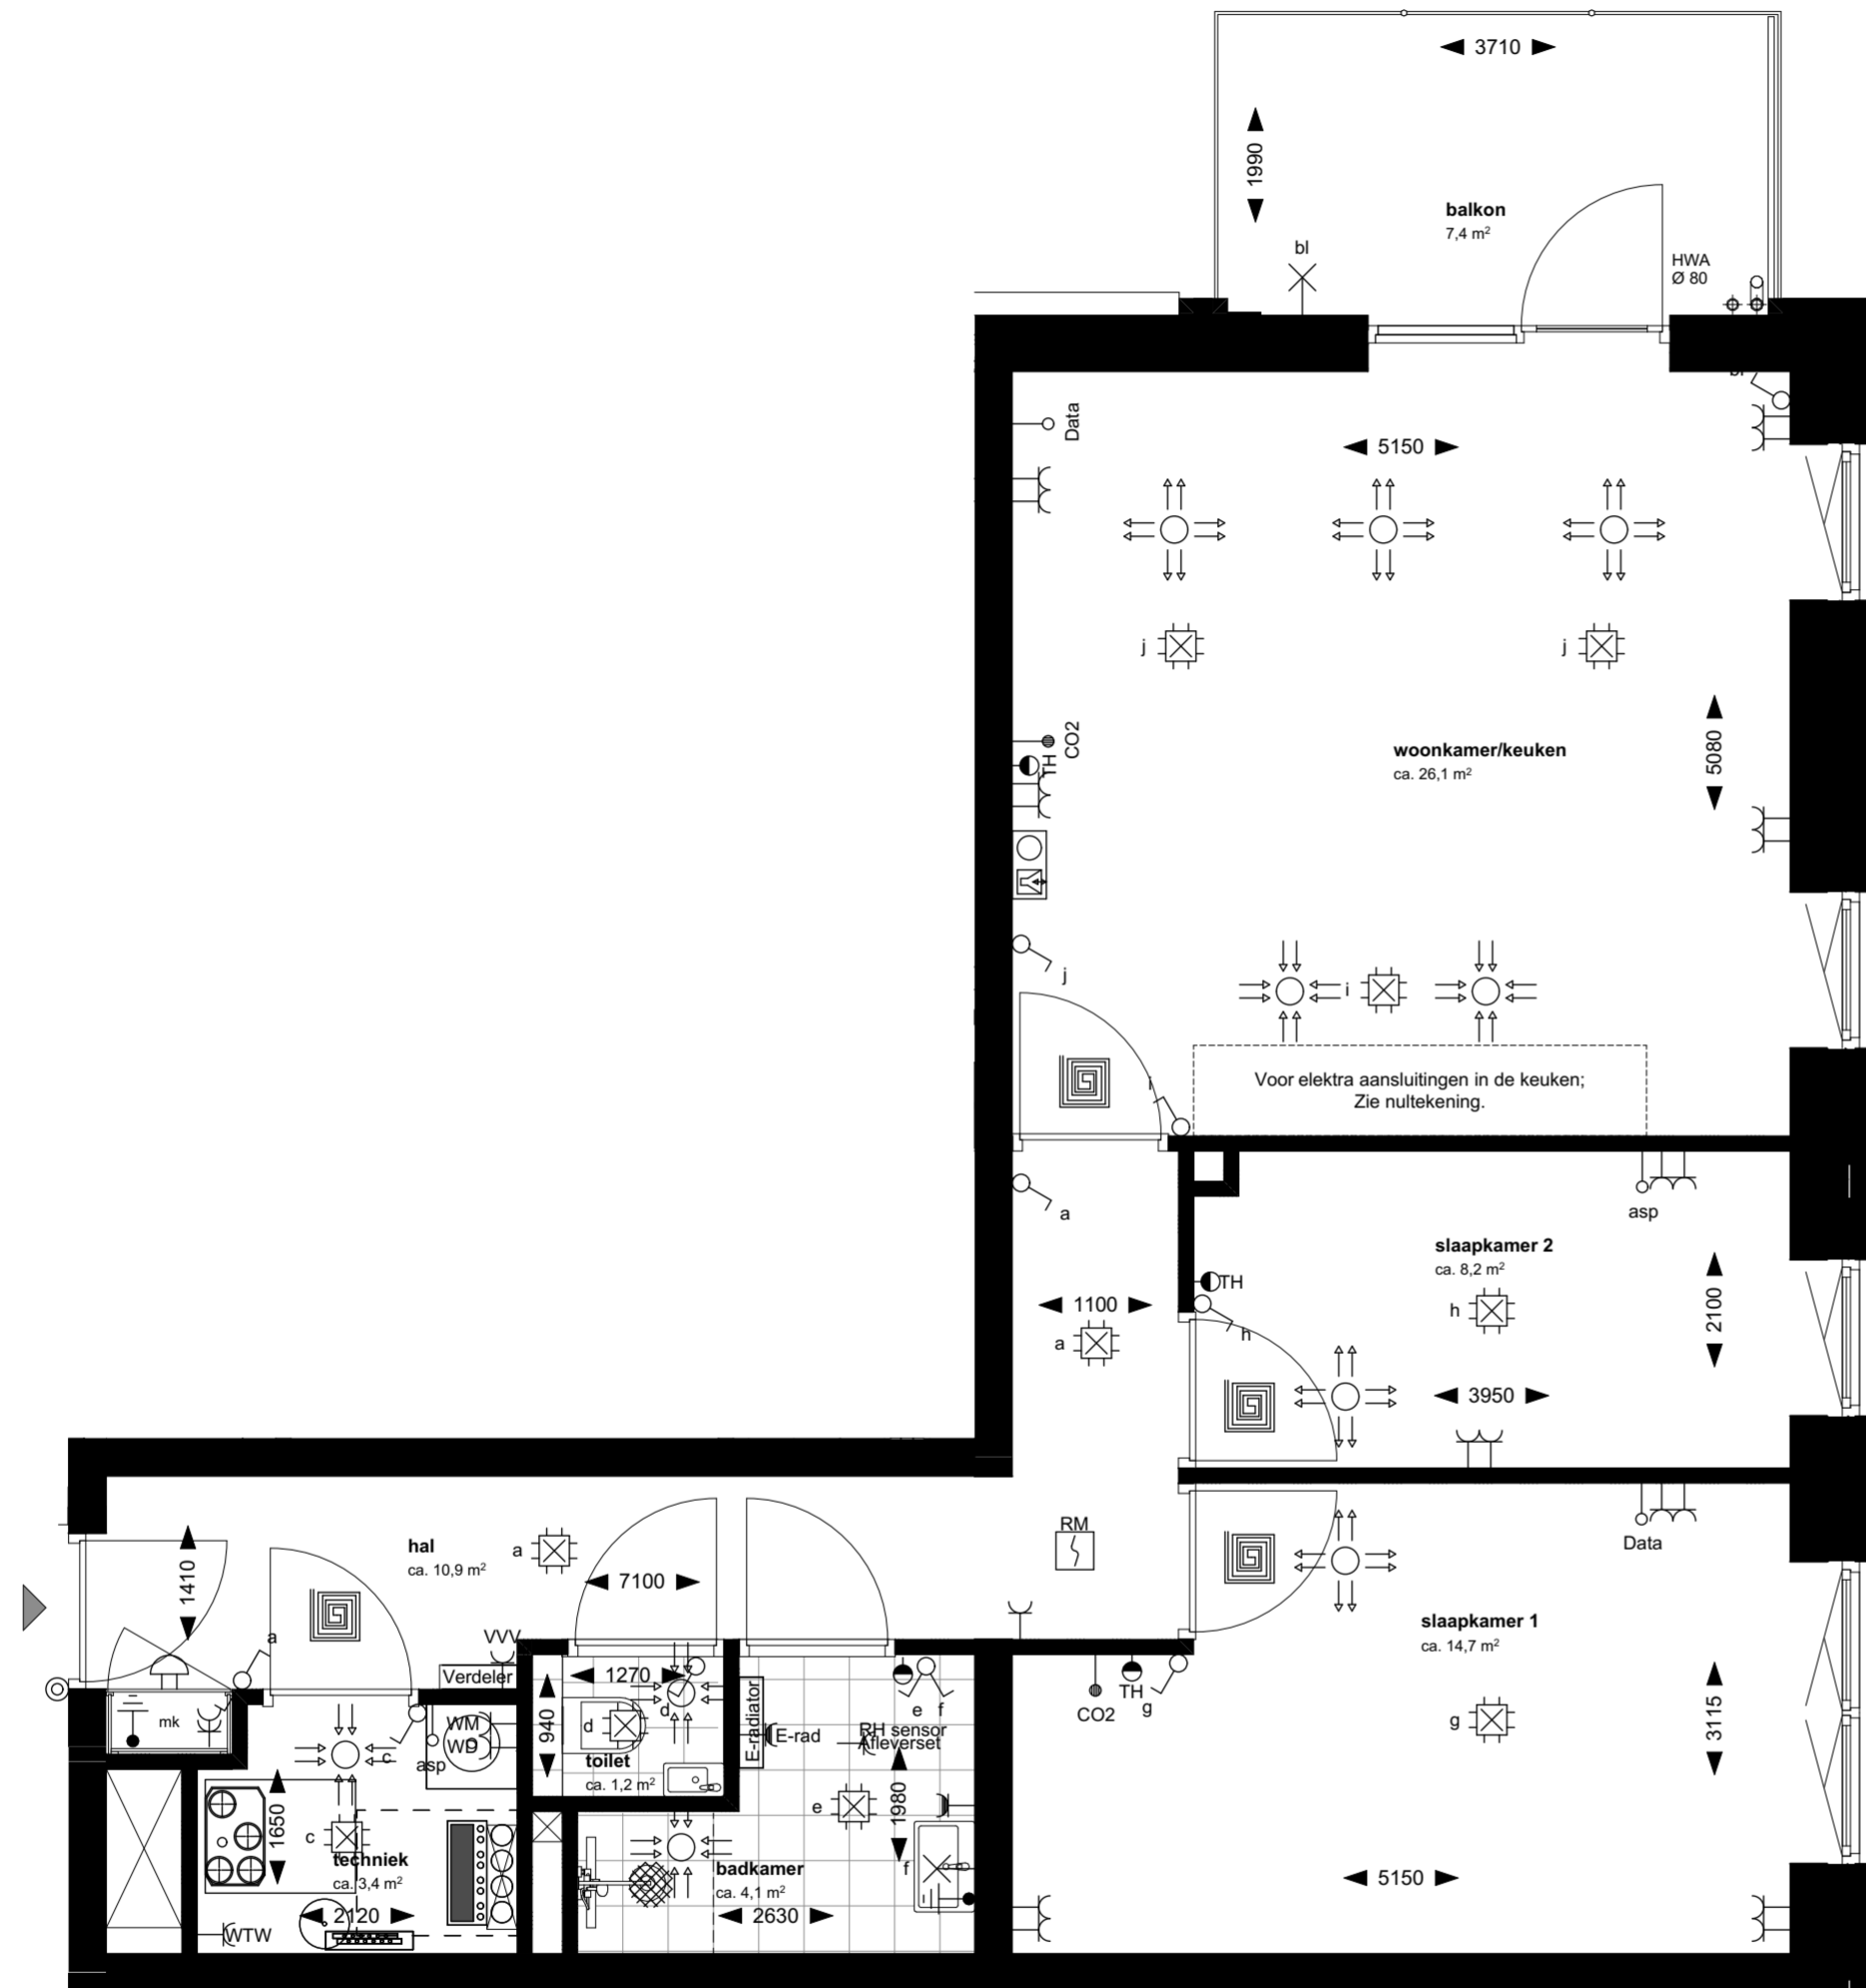 3710
1990
balkon
7,4 m²
bl
HWA
Ø 80
Data
5150
j
j
CO2
TH
woonkamer/keuken
ca. 26,1 m²
5080
j
i
i
Voor elektra aansluitingen in de keuken;
Zie nultekening.
a
asp
slaapkamer 2
ca. 8,2 m²
TH
h
h
1100
a
2100
3950
hal
ca. 10,9 m²
a
RM
Data
1410
7100
slaapkamer 1
ca. 14,7 m²
a
VVV
Verdeler
1270
mk
WM
WD
asp
c
940
d
d
toilet
ca. 1,2 m²
E-radiator
E-rad
e
f
RH sensor
Afleverset
CO2
TH
g
g
3115
1650
c
techniek
ca. 3,4 m²
2120
WTW
e
1980
f
badkamer
ca. 4,1 m²
2630
5150